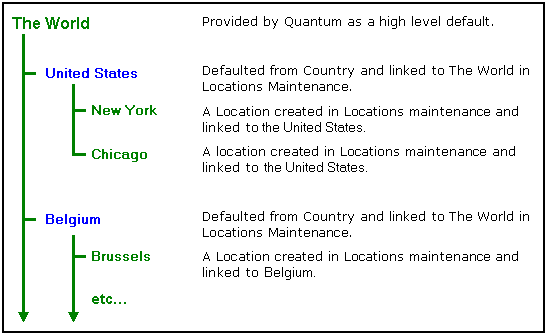 The World Provided by Quantum as a high level default.
United States Defaulted from Country and linked to The World in
Locations Maintenance.
New York A Location created in Locations maintenance and
linked to the United States.
Chicago A location created in Locations maintenance and
linked to the United States.
Belgium Defaulted from Country and linked to The World in
Locations Maintenance.
Brussels A Location created in Locations maintenance and
linked to Belgium.
etc...